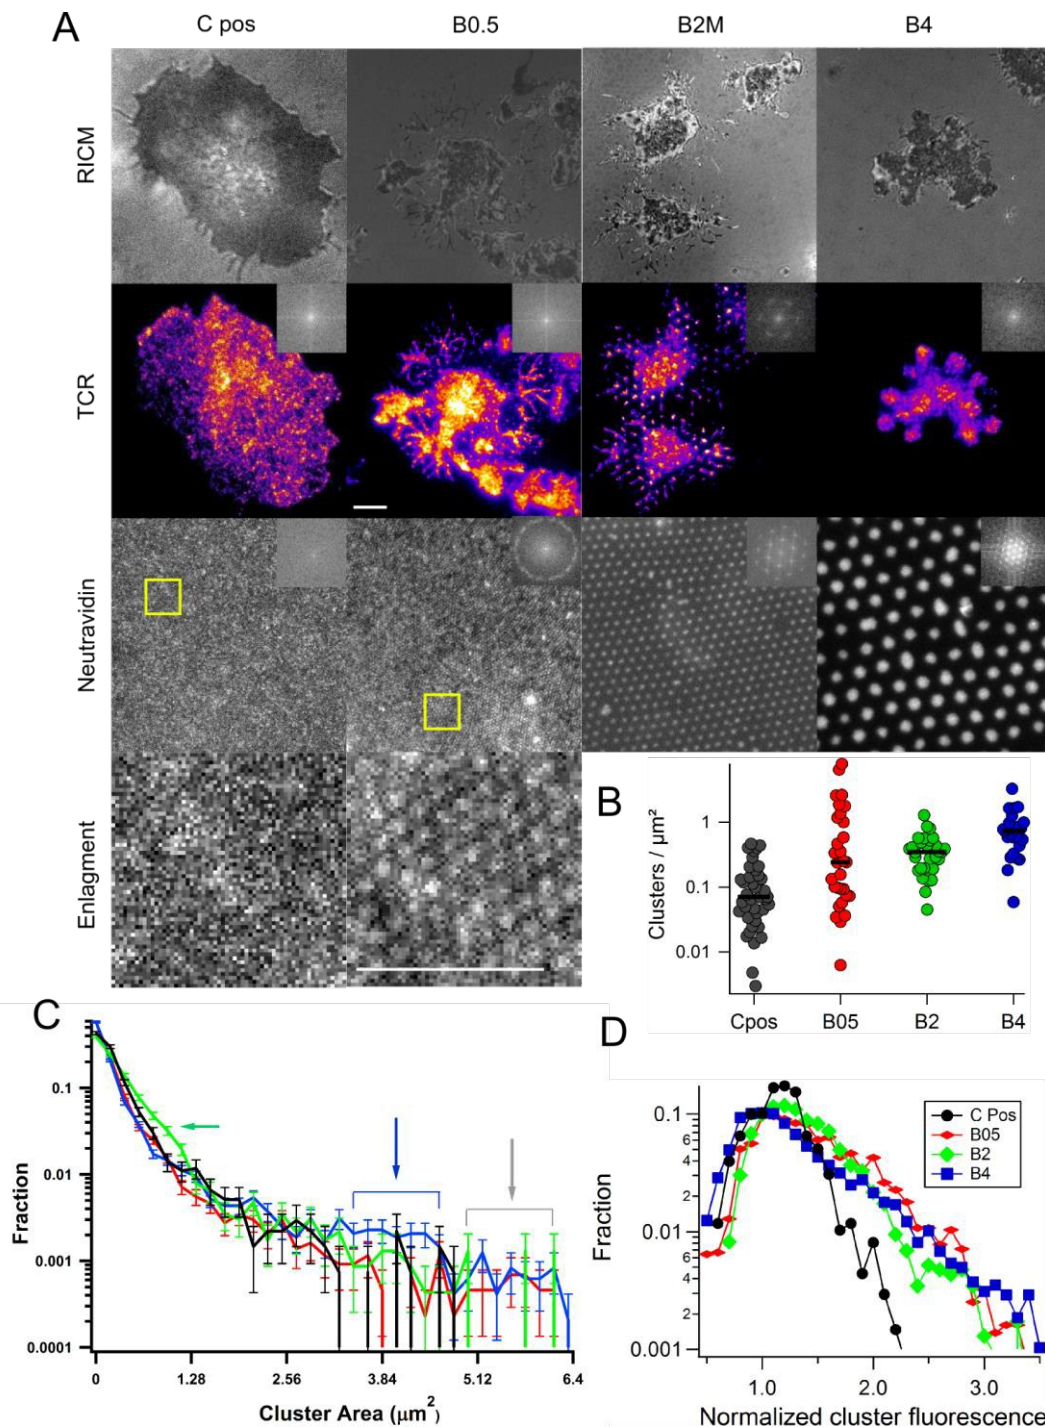 A
C pos B0.5 B2M B4
RICM
TCR
Neutravidin
Enlagment
B
Clusters / µm²
1
0.1
0.01
Cpos B05 B2 B4
C
Fraction
0.1
0.01
0.001
0.0001
0 1.28 2.56 3.84 5.12 6.4
Cluster Area (µm²)
D
C Pos
B05
B2
B4
Fraction
0.1
6
4
2
0.01
6
4
2
0.001
1.0 2.0 3.0
Normalized cluster fluorescence